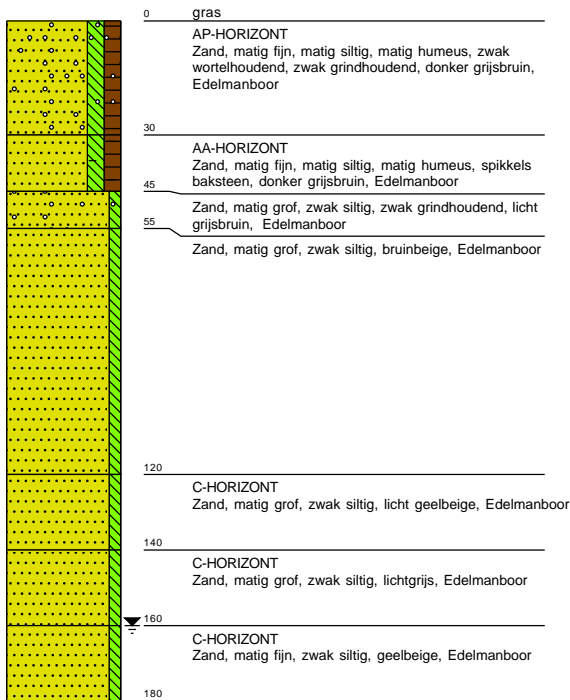 0 gras
AP-HORIZONT
Zand, matig fijn, matig siltig, matig humeus, zwak
wortelhoudend, zwak grindhoudend, donker grijsbruin,
Edelmanboor
30
AA-HORIZONT
Zand, matig fijn, matig siltig, matig humeus, spikkels
baksteen, donker grijsbruin, Edelmanboor
45
Zand, matig grof, zwak siltig, zwak grindhoudend, licht
grijsbruin, Edelmanboor
55
Zand, matig grof, zwak siltig, bruinbeige, Edelmanboor
120
C-HORIZONT
Zand, matig grof, zwak siltig, licht geelbeige, Edelmanboor
140
C-HORIZONT
Zand, matig grof, zwak siltig, lichtgrijs, Edelmanboor
160
C-HORIZONT
Zand, matig fijn, zwak siltig, geelbeige, Edelmanboor
180